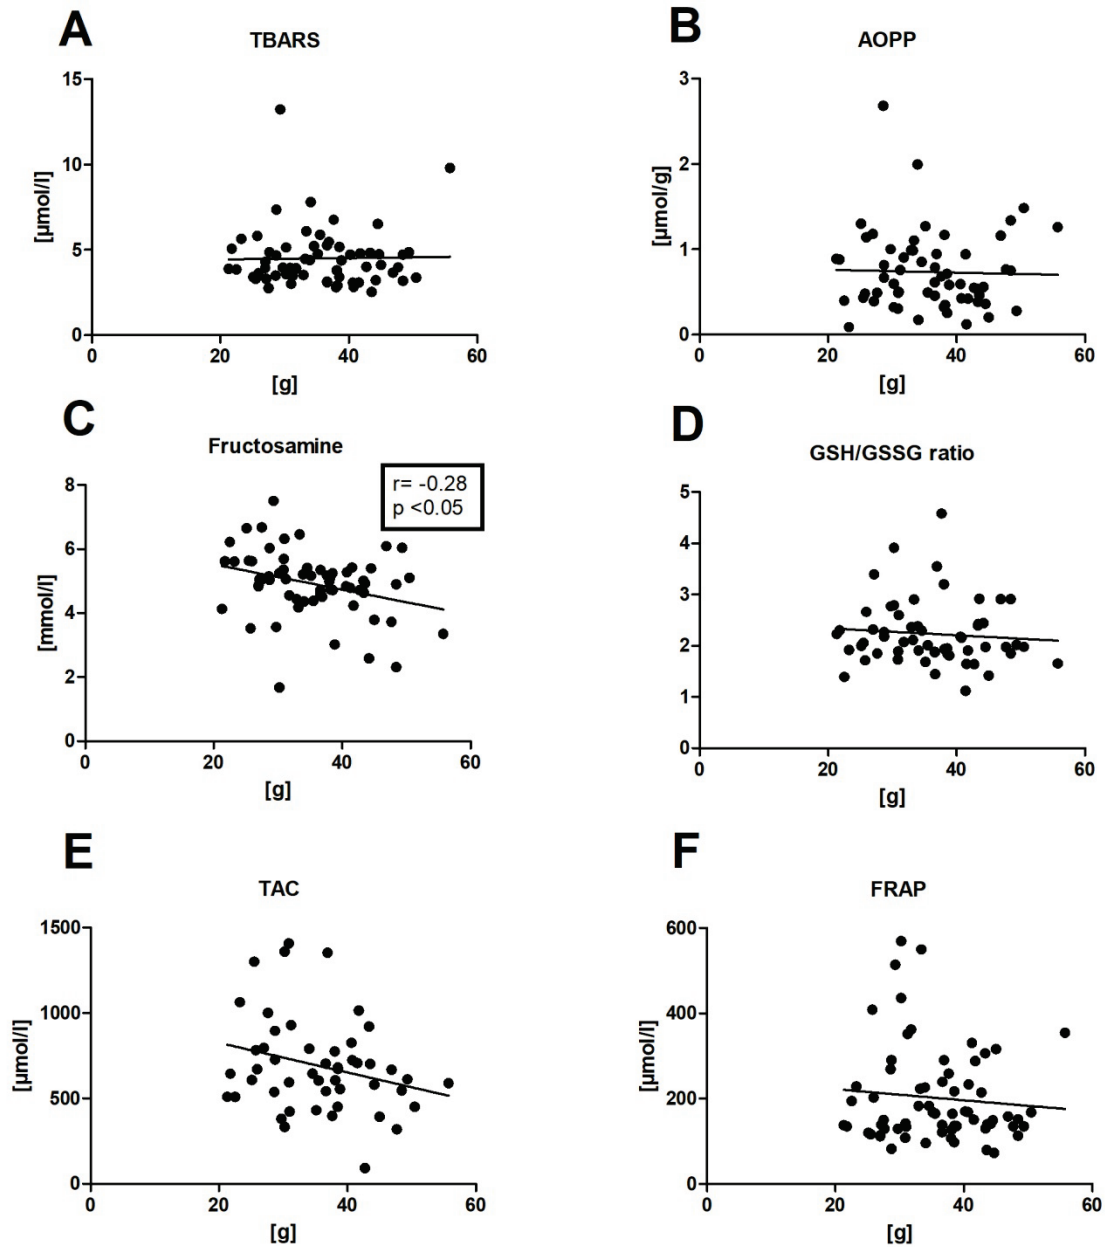 A
TBARS
15
10
5
0
[µmol/l]
0 20 40 60
[g]
B
AOPP
3
2
1
0
[µmol/g]
0 20 40 60
[g]
C
Fructosamine
r= -0.28
p <0.05
8
6
4
2
0
[mmol/l]
0 20 40 60
[g]
D
GSH/GSSG ratio
5
4
3
2
1
0
0 20 40 60
[g]
E
TAC
1500
1000
500
0
[µmol/l]
0 20 40 60
[g]
F
FRAP
600
400
200
0
[µmol/l]
0 20 40 60
[g]